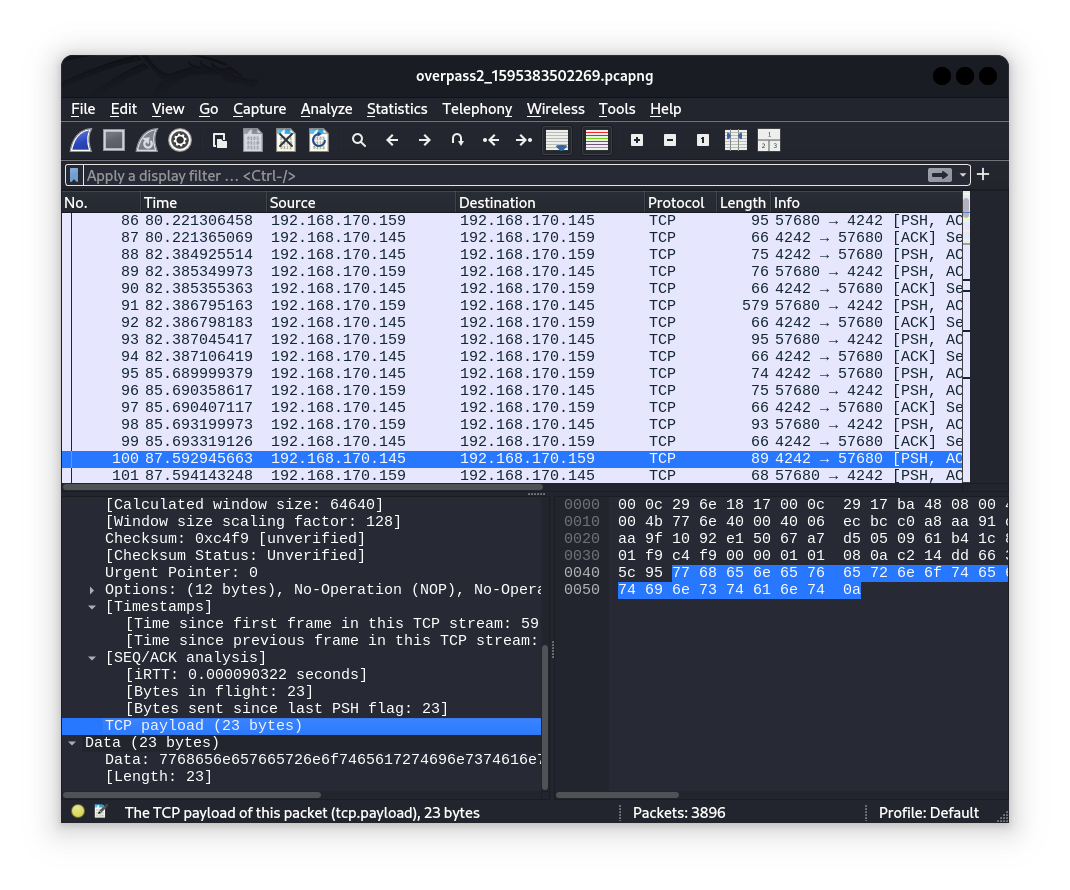 overpass2_1595383502269.pcapng
File Edit View Go Capture Analyze Statistics Telephony Wireless Tools Help
Apply a display filter … <Ctrl-/>
No. Time Source Destination Protocol Length Info
86 80.221306458 192.168.170.159 192.168.170.145 TCP 95 57680 → 4242 [PSH, AC
87 80.221365069 192.168.170.145 192.168.170.159 TCP 66 4242 → 57680 [ACK] Se
88 82.384925514 192.168.170.145 192.168.170.159 TCP 75 4242 → 57680 [PSH, AC
89 82.385349973 192.168.170.159 192.168.170.145 TCP 76 57680 → 4242 [PSH, AC
90 82.385355363 192.168.170.145 192.168.170.159 TCP 66 4242 → 57680 [ACK] Se
91 82.386795163 192.168.170.159 192.168.170.145 TCP 579 57680 → 4242 [PSH, AC
92 82.386798183 192.168.170.145 192.168.170.159 TCP 66 4242 → 57680 [ACK] Se
93 82.387045417 192.168.170.159 192.168.170.145 TCP 95 57680 → 4242 [PSH, AC
94 82.387106419 192.168.170.145 192.168.170.159 TCP 66 4242 → 57680 [ACK] Se
95 85.689999379 192.168.170.145 192.168.170.159 TCP 74 4242 → 57680 [PSH, AC
96 85.690358617 192.168.170.159 192.168.170.145 TCP 75 57680 → 4242 [PSH, AC
97 85.690407117 192.168.170.145 192.168.170.159 TCP 66 4242 → 57680 [ACK] Se
98 85.693199973 192.168.170.159 192.168.170.145 TCP 93 57680 → 4242 [PSH, AC
99 85.693319126 192.168.170.145 192.168.170.159 TCP 66 4242 → 57680 [ACK] Se
100 87.592945663 192.168.170.145 192.168.170.159 TCP 89 4242 → 57680 [PSH, AC
101 87.594143248 192.168.170.159 192.168.170.145 TCP 68 57680 → 4242 [PSH, AC
[Calculated window size: 64640]
[Window size scaling factor: 128]
Checksum: 0xc4f9 [unverified]
[Checksum Status: Unverified]
Urgent Pointer: 0
Options: (12 bytes), No-Operation (NOP), No-Opera
[Timestamps]
[Time since first frame in this TCP stream: 59
[Time since previous frame in this TCP stream:
[SEQ/ACK analysis]
[iRTT: 0.000090322 seconds]
[Bytes in flight: 23]
[Bytes sent since last PSH flag: 23]
TCP payload (23 bytes)
Data (23 bytes)
Data: 7768656e657665726e6f7465617274696e7374616e7
[Length: 23]
0000 00 0c 29 6e 18 17 00 0c 29 17 ba 48 08 00
0010 00 4b 77 6e 40 00 40 06 ec bc c0 a8 aa 91
0020 aa 9f 10 92 e1 50 67 a7 d5 05 09 61 b4 1c
0030 01 f9 c4 f9 00 00 01 01 08 0a c2 14 dd 66
0040 5c 95 77 68 65 6e 65 76 65 72 6e 6f 74 65
0050 74 69 6e 73 74 61 6e 74 0a
The TCP payload of this packet (tcp.payload), 23 bytes
Packets: 3896
Profile: Default